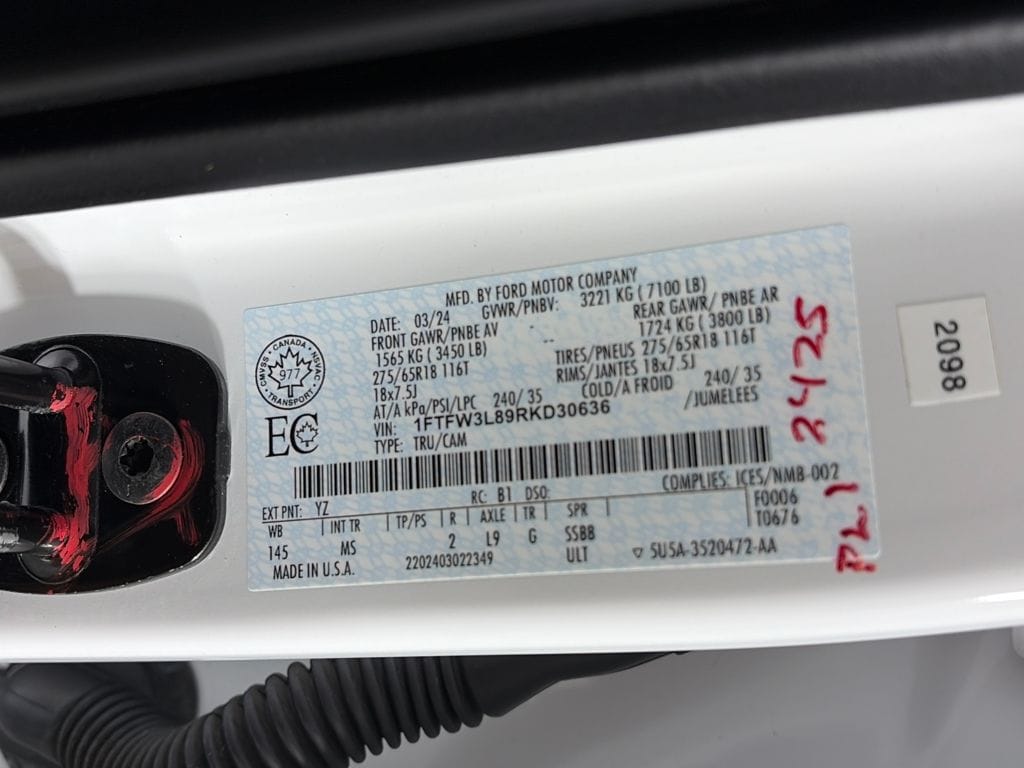 MFD. BY FORD MOTOR COMPANY
DATE: 03/24 GVWR/PNBV: 3221 KG ( 7100 LB)
FRONT GAWR/PNBE AV -- REAR GAWR/ PNBE AR
1565 KG ( 3450 LB) -- 1724 KG ( 3800 LB)
275/65R18 116T TIRES/PNEUS 275/65R18 116T
18x7.5J RIMS/JANTES 18x7.5J
AT/A kPa/PSI/LPC 240/ 35 COLD/A FROID 240/ 35
VIN: 1FTFW3L89RKD30636 /JUMELEES
TYPE: TRU/CAM
CANADA
CMVSS NSVAC
977
TRANSPORT
EC
COMPLIES: ICES/NMB-002
EXT PNT: YZ RC: B1 DSO: F0006
WB INT TR TP/PS R AXLE TR SPR T0676
145 MS 2 L9 G SSBB
MADE IN U.S.A. 2202403022349 ULT ▽ 5U5A-3520472-AA
2425
PL1
2098